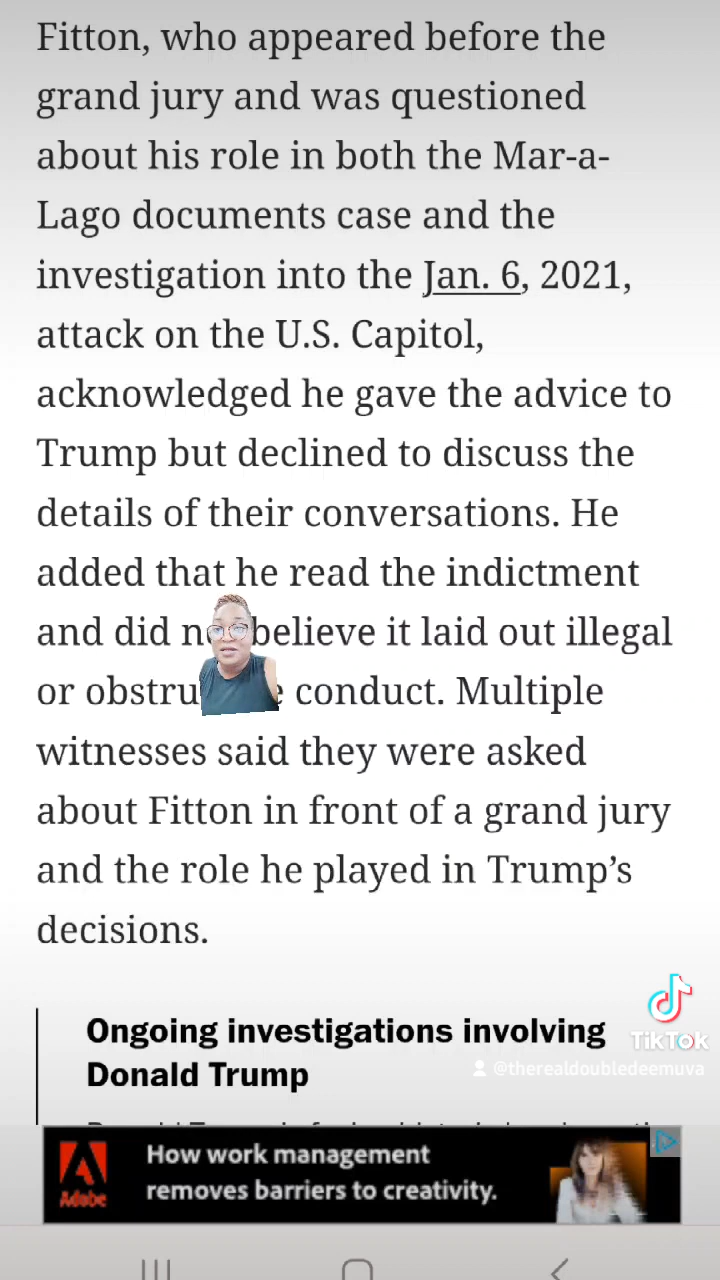 Fitton, who appeared before the
grand jury and was questioned
about his role in both the Mar-a-
Lago documents case and the
investigation into the Jan. 6, 2021,
attack on the U.S. Capitol,
acknowledged he gave the advice to
Trump but declined to discuss the
details of their conversations. He
added that he read the indictment
and did believe it laid out illegal
or conduct. Multiple
witnesses said they were asked
about Fitton in front of a grand jury
and the role he played in Trump’s
decisions.
Ongoing investigations involving
Donald Trump
TikTok
@therealdoubledeemuva
Adobe
How work management
removes barriers to creativity.